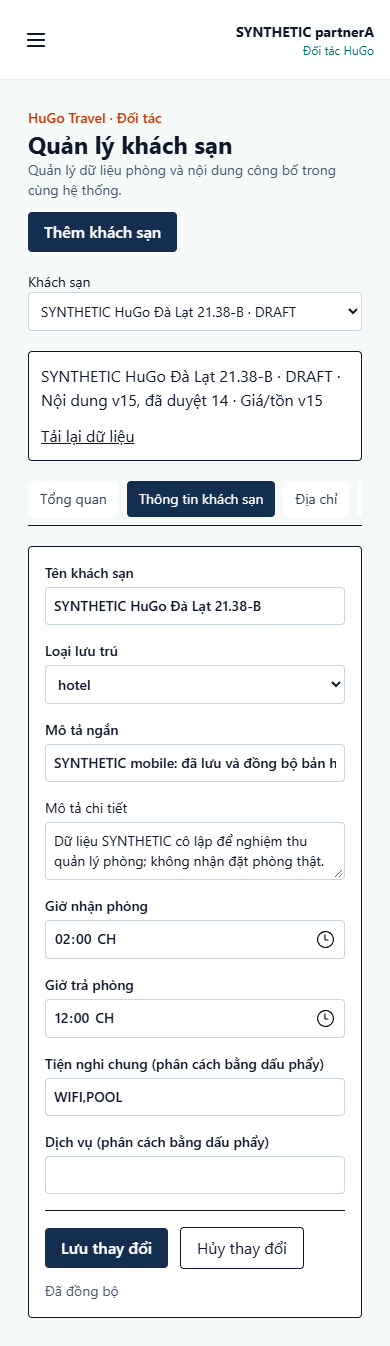 SYNTHETIC partnerA
Đối tác HuGo
HuGo Travel · Đối tác
Quản lý khách sạn
Quản lý dữ liệu phòng và nội dung công bố trong
cùng hệ thống.
Thêm khách sạn
Khách sạn
SYNTHETIC HuGo Đà Lạt 21.38-B · DRAFT
SYNTHETIC HuGo Đà Lạt 21.38-B · DRAFT ·
Nội dung v15, đã duyệt 14 · Giá/tồn v15
Tải lại dữ liệu
Tổng quan
Thông tin khách sạn
Địa chỉ
Tên khách sạn
SYNTHETIC HuGo Đà Lạt 21.38-B
Loại lưu trú
hotel
Mô tả ngắn
SYNTHETIC mobile: đã lưu và đồng bộ bản h
Mô tả chi tiết
Dữ liệu SYNTHETIC cô lập để nghiệm thu
quản lý phòng; không nhận đặt phòng thật.
Giờ nhận phòng
02:00 CH
Giờ trả phòng
12:00 CH
Tiện nghi chung (phân cách bằng dấu phẩy)
WIFI,POOL
Dịch vụ (phân cách bằng dấu phẩy)
Lưu thay đổi
Hủy thay đổi
Đã đồng bộ